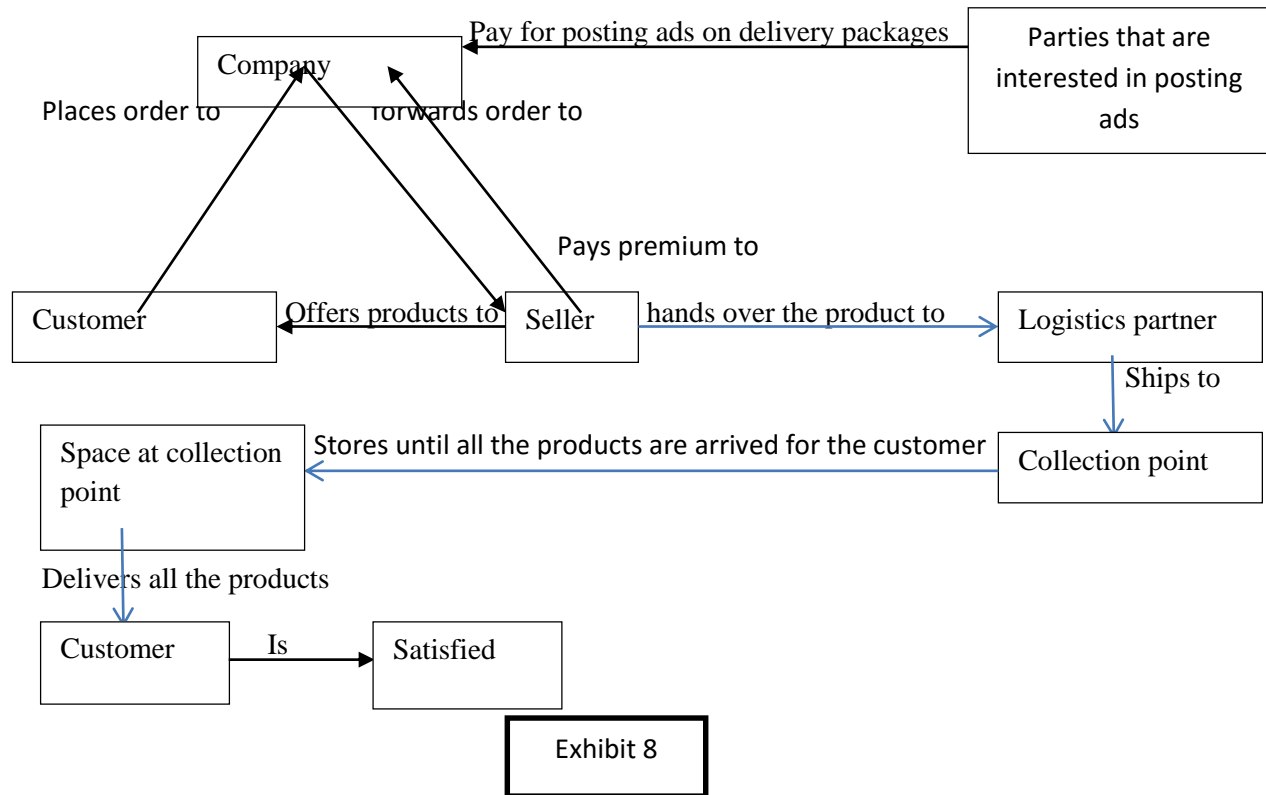 Pay for posting ads on delivery packages
Parties that are
interested in posting
ads
Company
Places order to
forwards order to
Pays premium to
Customer
Offers products to
Seller
hands over the product to
Logistics partner
Ships to
Space at collection
point
Stores until all the products are arrived for the customer
Collection point
Delivers all the products
Customer
Is
Satisfied
Exhibit 8